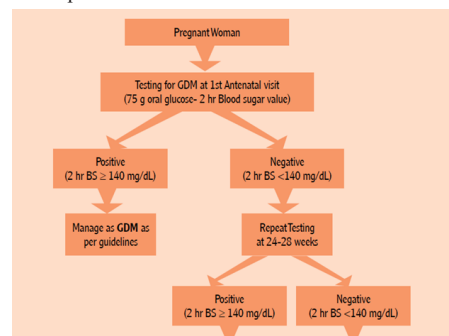 Pregnant Woman
Testing for GDM at 1st Antenatal visit
(75 g oral glucose- 2 hr Blood sugar value)
Positive
(2 hr BS ≥ 140 mg/dL)
Negative
(2 hr BS <140 mg/dL)
Manage as GDM as
per guidelines
Repeat Testing
at 24-28 weeks
Positive
(2 hr BS ≥ 140 mg/dL)
Negative
(2 hr BS <140 mg/dL)